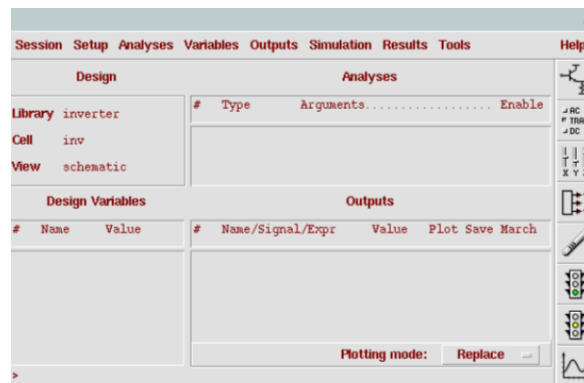 Session Setup Analyses Variables Outputs Simulation Results Tools Help
Design
Library inverter
Cell inv
View schematic
Analyses
# Type Arguments.................. Enable
AC
TRA
DC
X Y
Design Variables
# Name Value
Outputs
# Name/Signal/Expr Value Plot Save March
Plotting mode: Replace
>